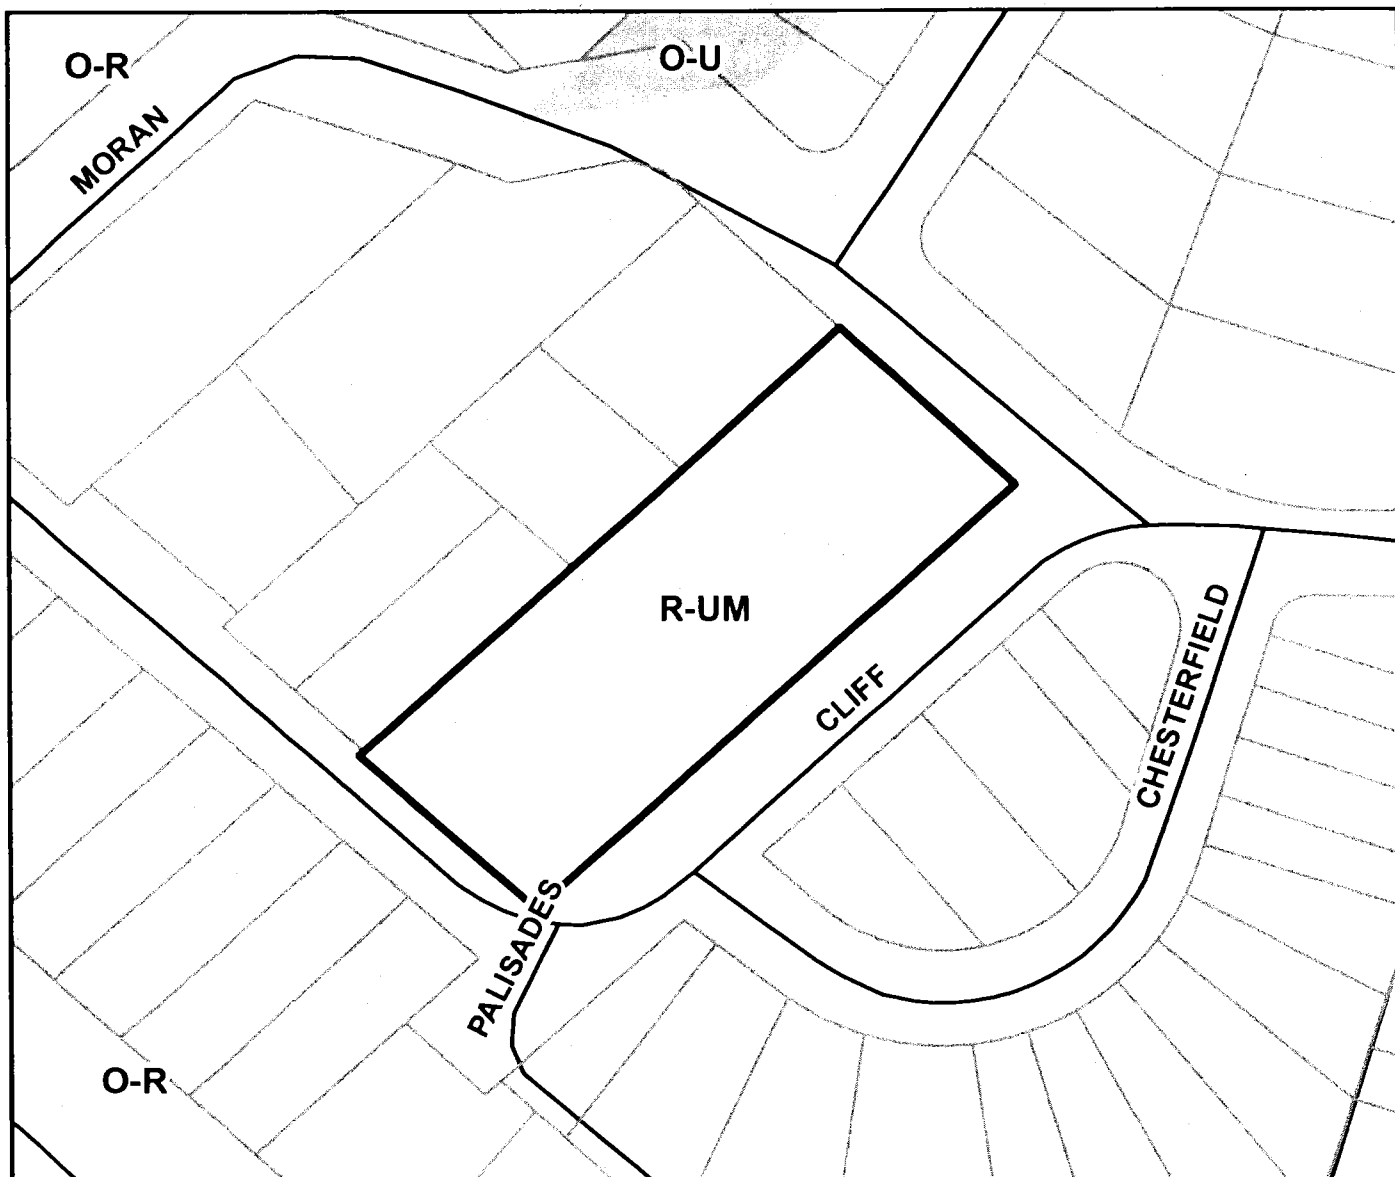 O-R
O-U
MORAN
R-UM
CLIFF
CHESTERFIELD
PALISADES
O-R